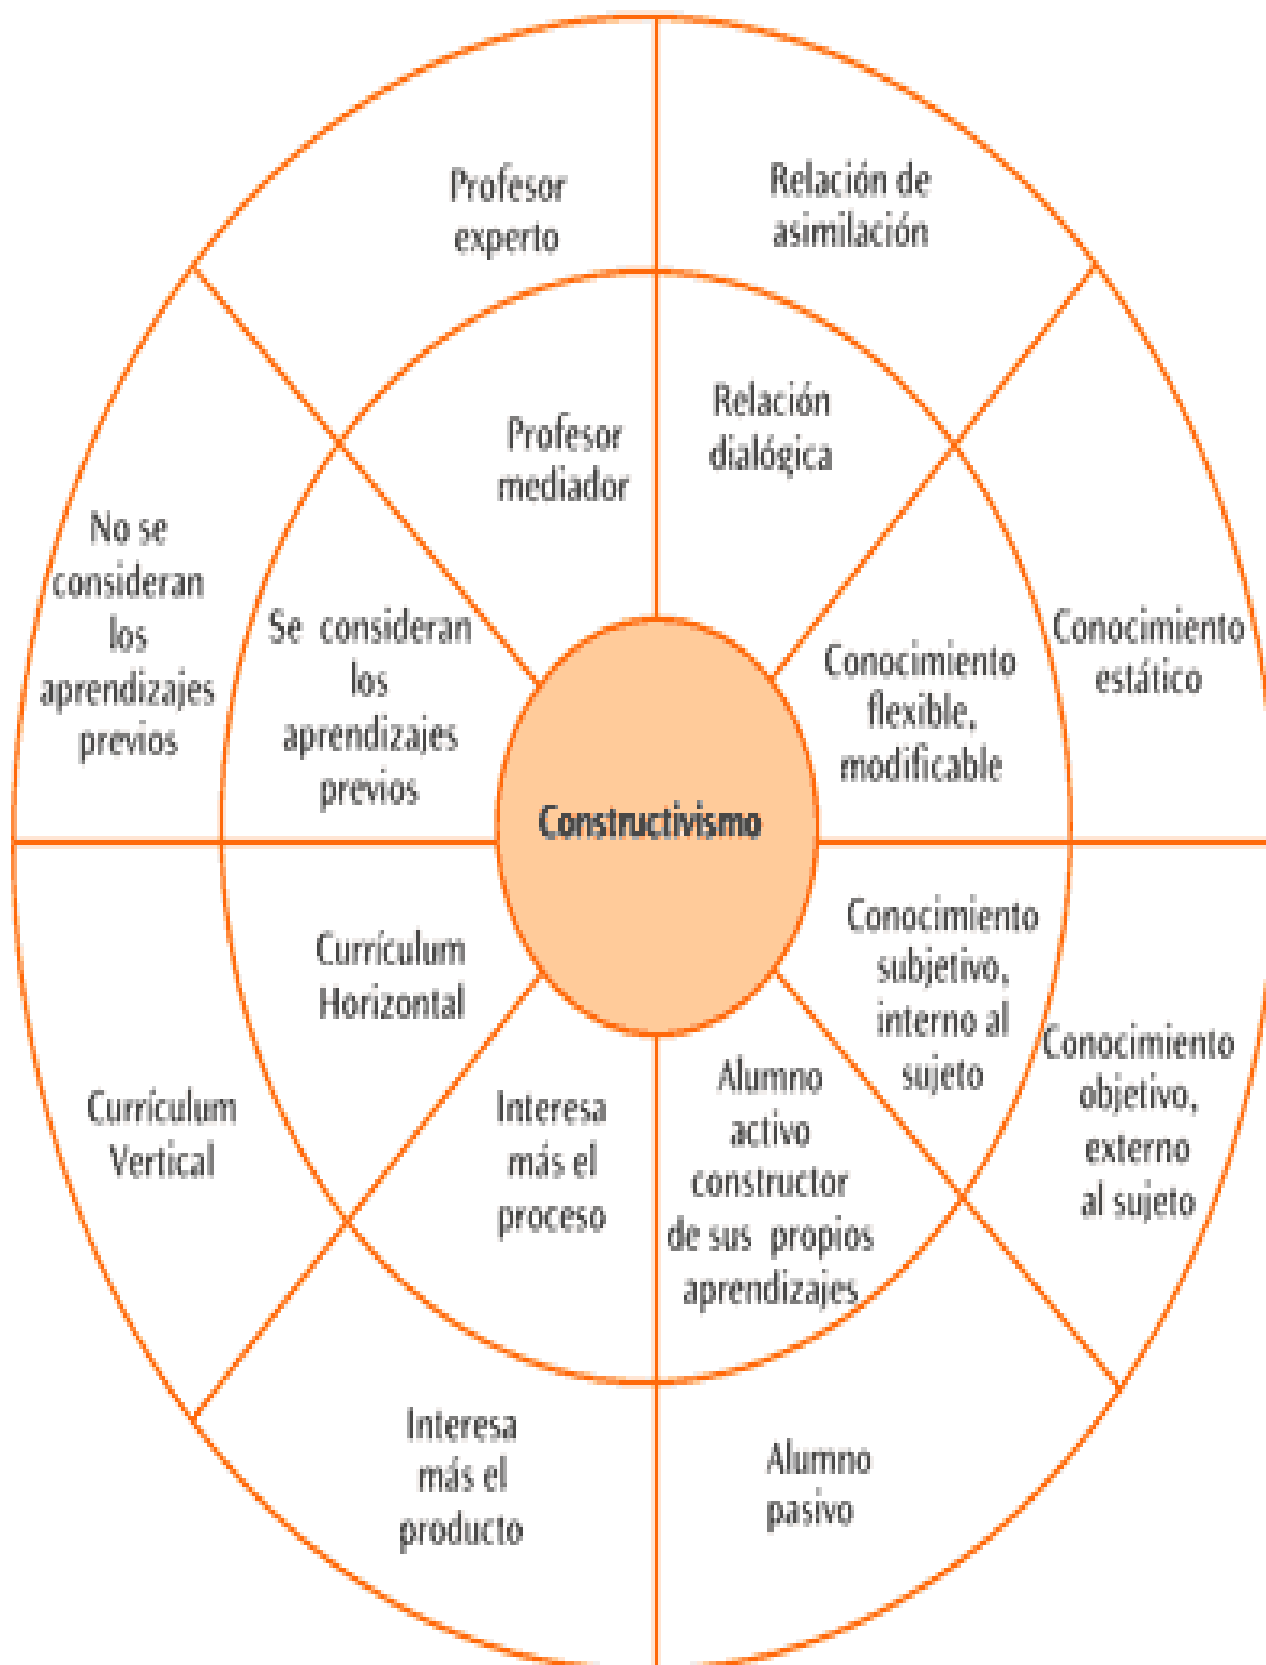 Profesor
experto
Relación de
asimilación
Profesor
mediador
Relación
dialógica
No se
consideran
los
aprendizajes
previos
Se consideran
los
aprendizajes
previos
Conocimiento
flexible,
modificable
Conocimiento
estático
Constructivismo
Currículum
Horizontal
Conocimiento
subjetivo,
interno al
sujeto
Currículum
Vertical
Interesa
más el
proceso
Alumno
activo
constructor
de sus propios
aprendizajes
Conocimiento
objetivo,
externo
al sujeto
Interesa
más el
producto
Alumno
pasivo